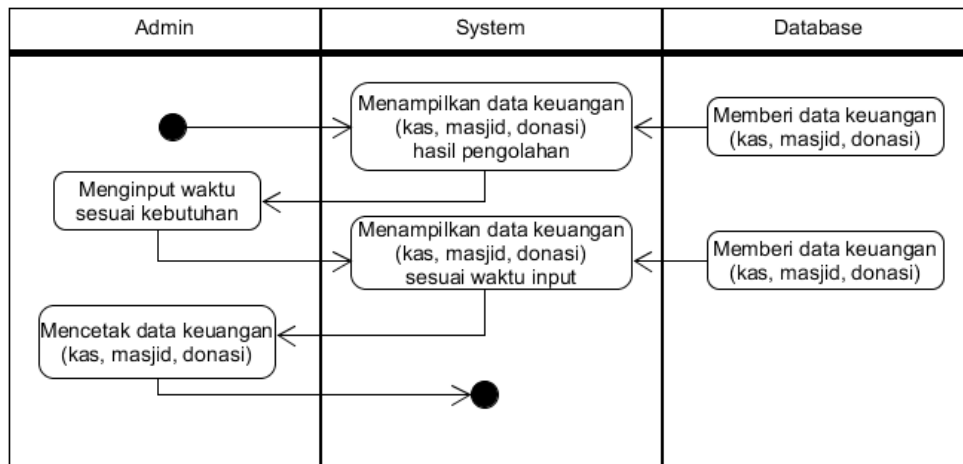 Admin
System
Database
Menampilkan data keuangan
(kas, masjid, donasi)
hasil pengolahan
Memberi data keuangan
(kas, masjid, donasi)
Menginput waktu
sesuai kebutuhan
Menampilkan data keuangan
(kas, masjid, donasi)
sesuai waktu input
Memberi data keuangan
(kas, masjid, donasi)
Mencetak data keuangan
(kas, masjid, donasi)